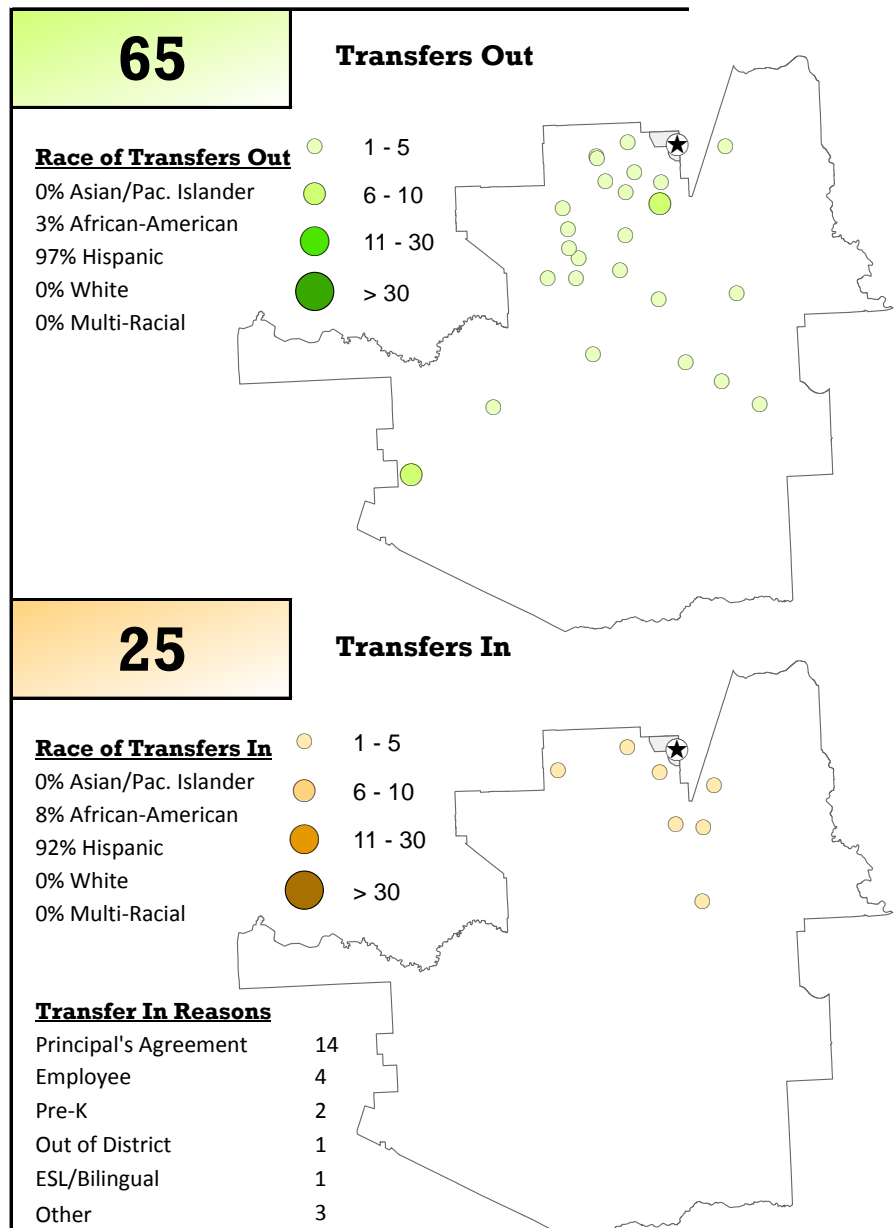 65
Transfers Out
Race of Transfers Out
0% Asian/Pac. Islander
3% African-American
97% Hispanic
0% White
0% Multi-Racial
1 - 5
6 - 10
11 - 30
> 30
25
Transfers In
Race of Transfers In
0% Asian/Pac. Islander
8% African-American
92% Hispanic
0% White
0% Multi-Racial
1 - 5
6 - 10
11 - 30
> 30
Transfer In Reasons
Principal's Agreement 14
Employee 4
Pre-K 2
Out of District 1
ESL/Bilingual 1
Other 3